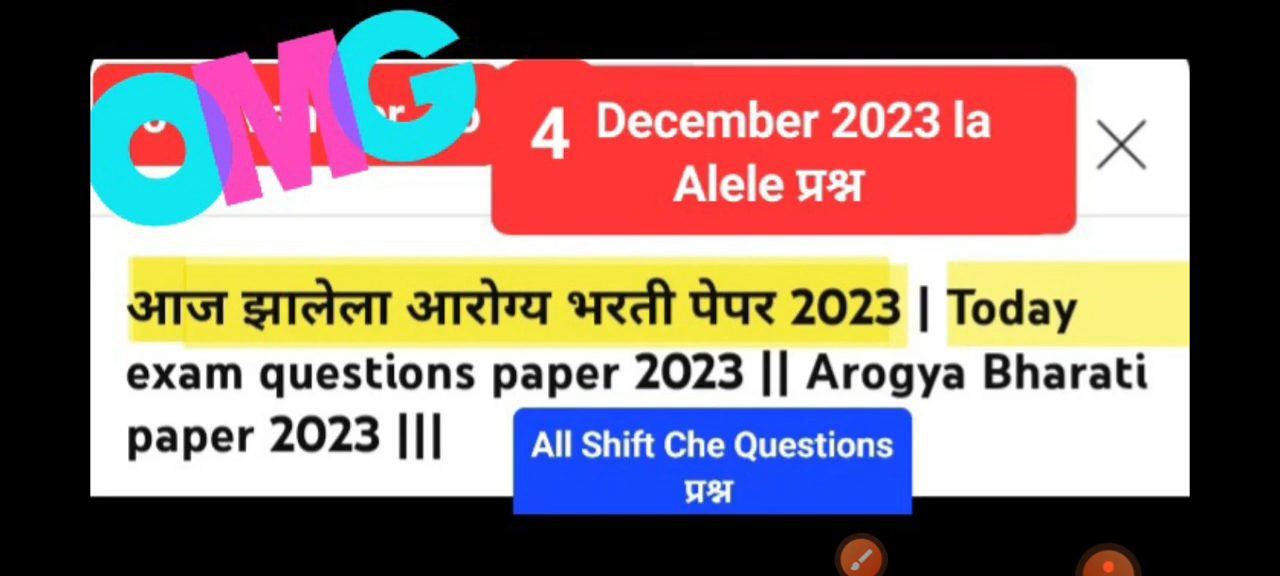 OMG
4 December 2023 la
Alele प्रश्न
आज झालेला आरोग्य भरती पेपर 2023 | Today
exam questions paper 2023 || Arogya Bharati
paper 2023 |||
All Shift Che Questions
प्रश्न